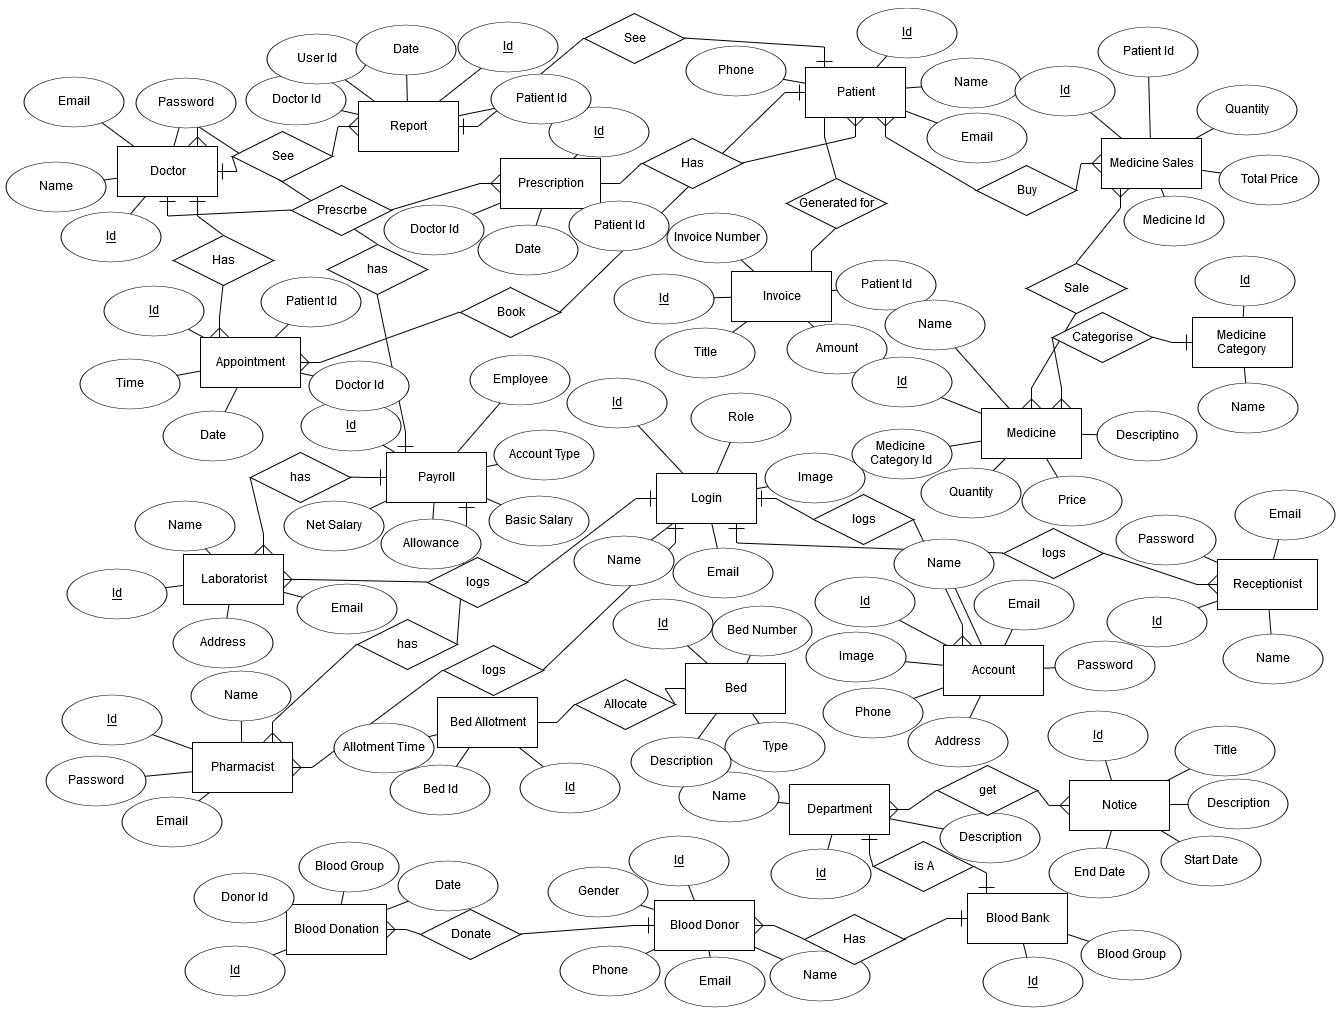 See
Id
Phone
Patient
Name
Email
User Id
Date
Id
Doctor Id
Report
Patient Id
Id
Patient Id
Id
Quantity
Medicine Sales
Total Price
Medicine Id
Buy
Email
Password
Doctor
Name
Id
See
Prescription
Has
Prescrbe
Doctor Id
Date
Patient Id
Generated for
Invoice Number
Id
Invoice
Patient Id
Title
Amount
Has
has
Book
Id
Patient Id
Appointment
Time
Doctor Id
Date
Sale
Id
Categorise
Medicine
Category
Name
Name
Id
Medicine
Descriptino
Medicine
Category Id
Quantity
Price
Employee
Id
Account Type
Payroll
Basic Salary
Net Salary
Allowance
has
Id
Role
Login
Image
Name
Email
logs
Name
Laboratorist
Id
Email
Address
logs
has
logs
Name
logs
Email
Password
Receptionist
Id
Name
Id
Email
Image
Account
Password
Phone
Address
Id
Bed Number
Bed
Type
Description
Allocate
Bed Allotment
Allotment Time
Bed Id
Id
Name
Id
Pharmacist
Password
Email
Name
Department
Description
Id
get
is A
Id
Title
Notice
Description
Start Date
End Date
Blood Group
Donor Id
Date
Blood Donation
Id
Donate
Id
Gender
Blood Donor
Phone
Email
Name
Has
Blood Bank
Blood Group
Id